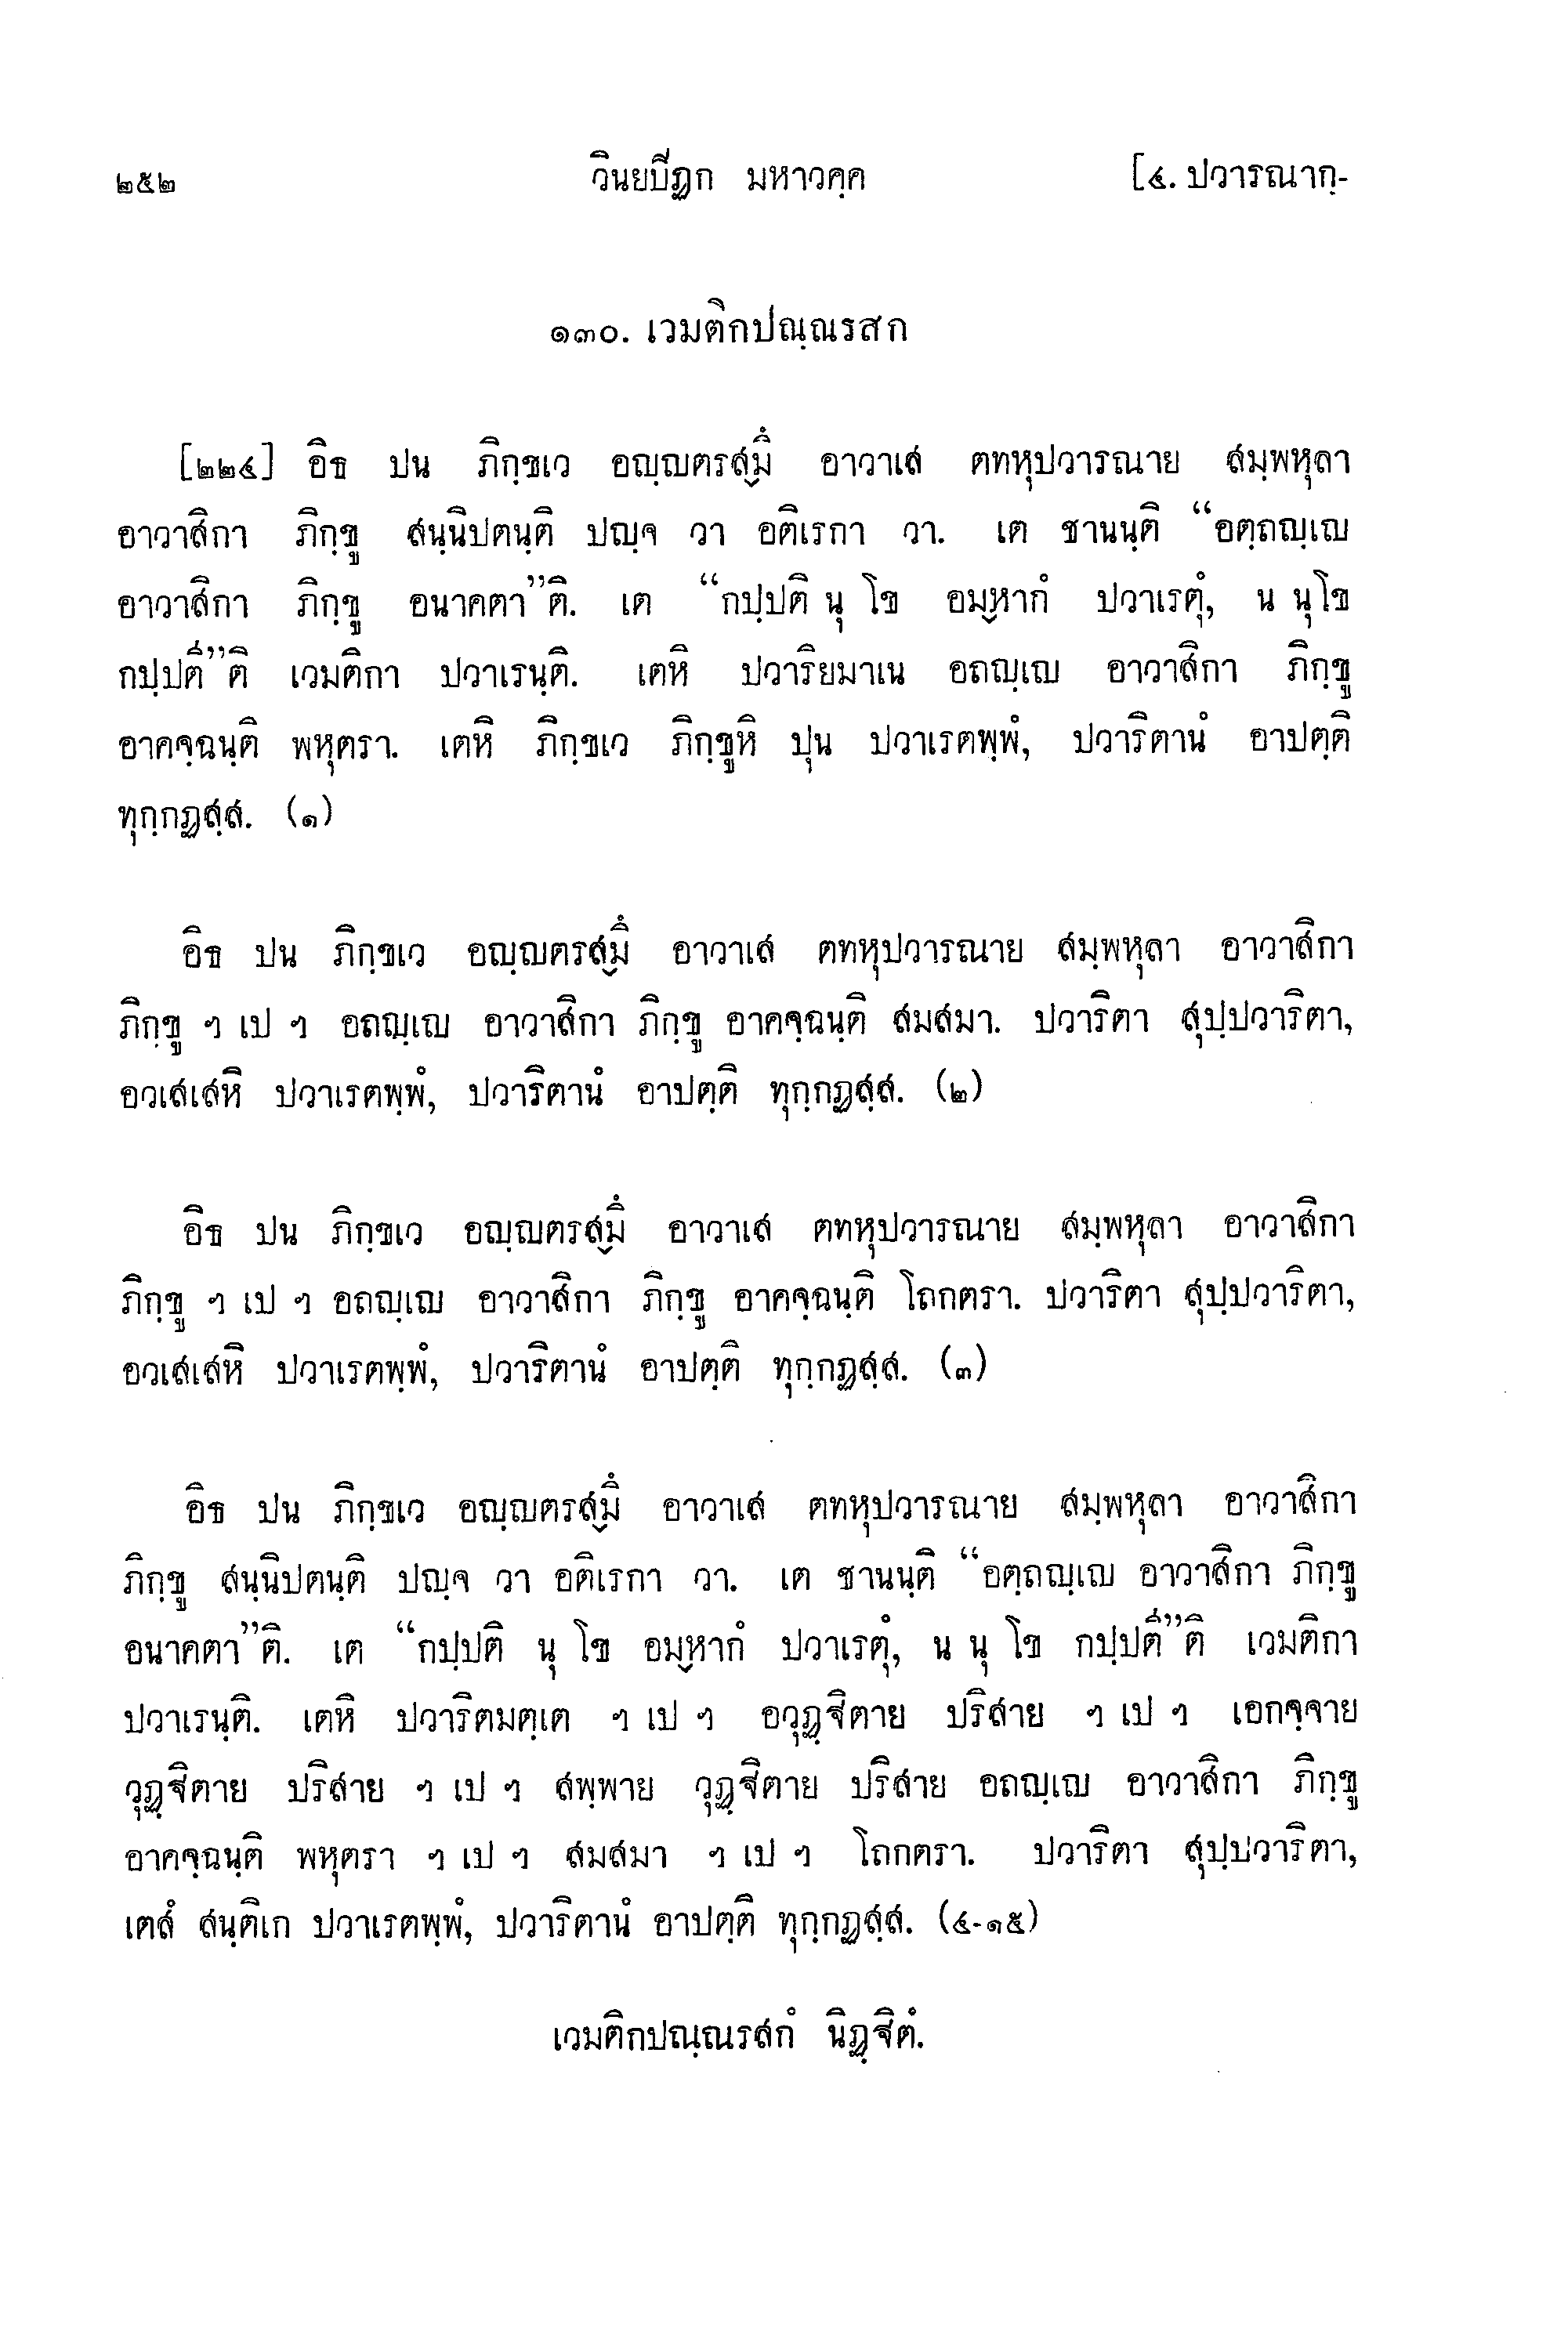 ๒๕๒ วินยปิฏก มหาวคฺค [๔. ปวารณากฺ-
๑๓๐. เวมติกปณฺณรสก
[๒๒๔] อิธ ปน ภิกฺขเว อญฺญตรสฺมึ อาวาเส ตทหุปวารณาย สมฺพหุลา
อาวาสิกา ภิกฺขู สนฺนิปตนฺติ ปญฺจ วา อติเรกา วา. เต ชานนฺติ “อตฺถญฺเญ
อาวาสิกา ภิกฺขู อนาคตา”ติ. เต “กปฺปติ นุ โข อมฺหากํ ปวาเรตุํ, น นุโข
กปฺปตี”ติ เวมติกา ปวาเรนฺติ. เตหิ ปวาริยมาเน อถญฺเญ อาวาสิกา ภิกฺขู
อาคจฺฉนฺติ พหุตรา. เตหิ ภิกฺขเว ภิกฺขูหิ ปุน ปวาเรตพฺพํ, ปวาริตานํ อาปตฺติ
ทุกฺกฏสฺส. (๑)
อิธ ปน ภิกฺขเว อญฺญตรสฺมึ อาวาเส ตทหุปวารณาย สมฺพหุลา อาวาสิกา
ภิกฺขู ฯ เป ฯ อถญฺเญ อาวาสิกา ภิกฺขู อาคจฺฉนฺติ สมสมา. ปวาริตา สุปฺปวาริตา,
อวเสเสหิ ปวาเรตพฺพํ, ปวาริตานํ อาปตฺติ ทุกฺกฏสฺส. (๒)
อิธ ปน ภิกฺขเว อญฺญตรสฺมึ อาวาเส ตทหุปวารณาย สมฺพหุลา อาวาสิกา
ภิกฺขู ฯ เป ฯ อถญฺเญ อาวาสิกา ภิกฺขู อาคจฺฉนฺติ โถกตรา. ปวาริตา สุปฺปวาริตา,
อวเสเสหิ ปวาเรตพฺพํ, ปวาริตานํ อาปตฺติ ทุกฺกฏสฺส. (๓)
อิธ ปน ภิกฺขเว อญฺญตรสฺมึ อาวาเส ตทหุปวารณาย สมฺพหุลา อาวาสิกา
ภิกฺขู สนฺนิปตนฺติ ปญฺจ วา อติเรกา วา. เต ชานนฺติ “อตฺถญฺเญ อาวาสิกา ภิกฺขู
อนาคตา”ติ. เต “กปฺปติ นุ โข อมฺหากํ ปวาเรตุํ, น นุ โข กปฺปตี”ติ เวมติกา
ปวาเรนฺติ. เตหิ ปวาริตมตฺเต ฯ เป ฯ อวุฏฺฐิตาย ปริสาย ฯ เป ฯ เอกจฺจาย
วุฏฺฐิตาย ปริสาย ฯ เป ฯ สพฺพาย วุฏฺฐิตาย ปริสาย อถญฺเญ อาวาสิกา ภิกฺขู
อาคจฺฉนฺติ พหุตรา ฯ เป ฯ สมสมา ฯ เป ฯ โถกตรา. ปวาริตา สุปฺปวาริตา,
เตสํ สนฺติเก ปวาเรตพฺพํ, ปวาริตานํ อาปตฺติ ทุกฺกฏสฺส. (๔-๑๕)
เวมติกปณฺณรสกํ นิฏฺฐิตํ.